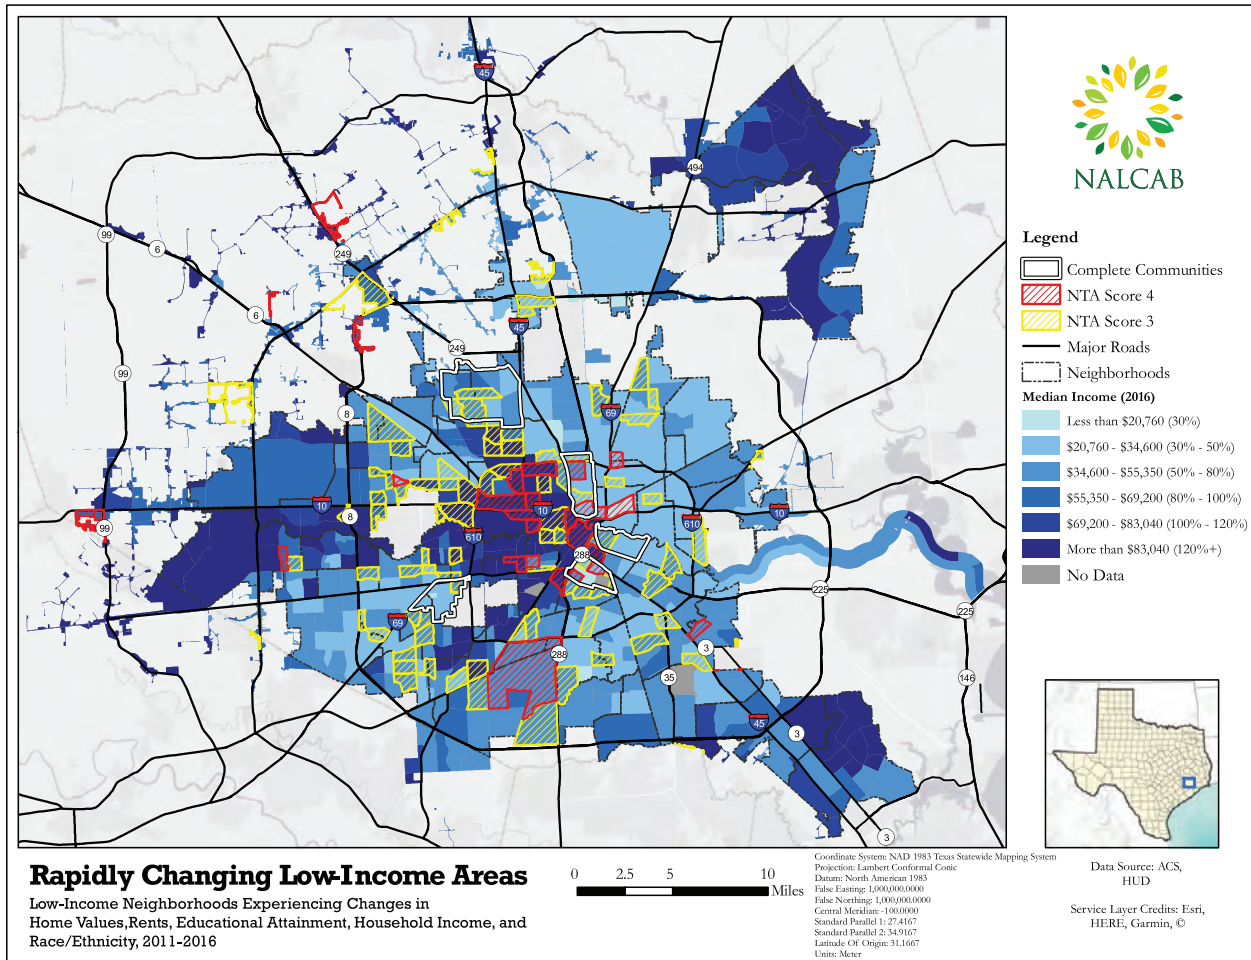 45
494
99
6
249
6
45
249
99
69
8
10
8
10
610
610
10
99
288
225
225
69
288
3
35
146
45
3
3
NALCAB
Legend
Complete Communities
NTA Score 4
NTA Score 3
Major Roads
Neighborhoods
Median Income (2016)
Less than $20,760 (30%)
$20,760 - $34,600 (30% - 50%)
$34,600 - $55,350 (50% - 80%)
$55,350 - $69,200 (80% - 100%)
$69,200 - $83,040 (100% - 120%)
More than $83,040 (120%+)
No Data
Rapidly Changing Low-Income Areas
Low-Income Neighborhoods Experiencing Changes in
Home Values,Rents, Educational Attainment, Household Income, and
Race/Ethnicity, 2011-2016
0 2.5 5 10
Miles
Coordinate System: NAD 1983 Texas Statewide Mapping System
Projection: Lambert Conformal Conic
Datum: North American 1983
False Easting: 1,000,000.0000
False Northing: 1,000,000.0000
Central Meridian: -100.0000
Standard Parallel 1: 27.4167
Standard Parallel 2: 34.9167
Latitude Of Origin: 31.1667
Units: Meter
Data Source: ACS,
HUD
Service Layer Credits: Esri,
HERE, Garmin, ©